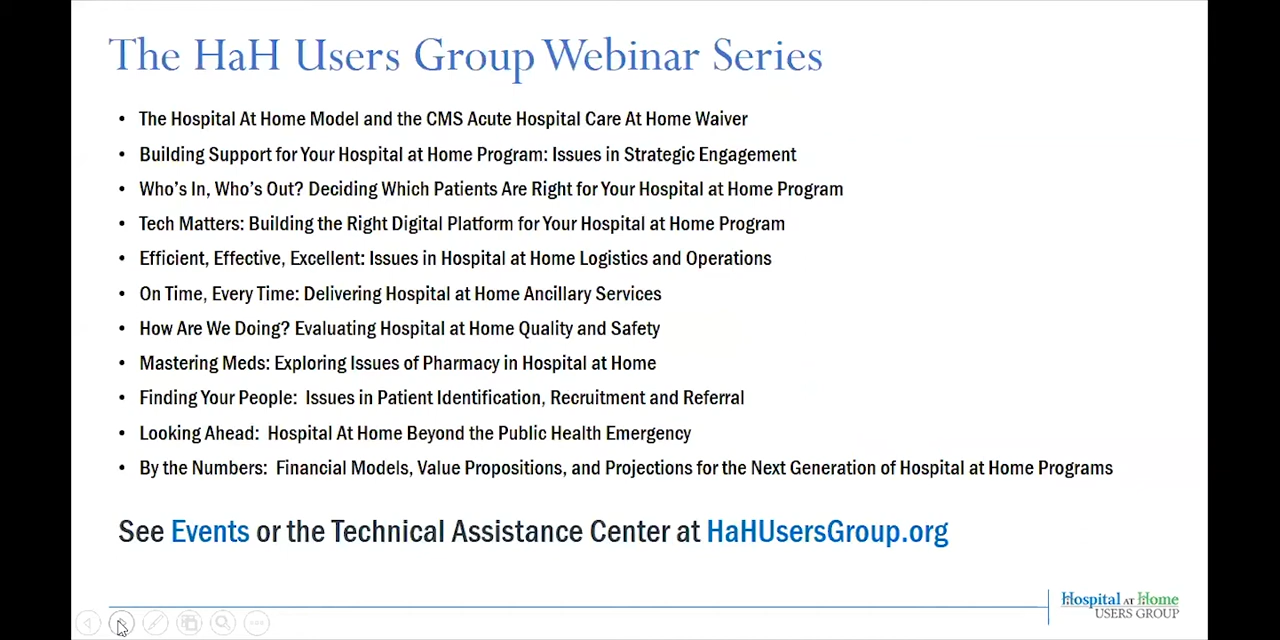 The HaH Users Group Webinar Series
• The Hospital At Home Model and the CMS Acute Hospital Care At Home Waiver
• Building Support for Your Hospital at Home Program: Issues in Strategic Engagement
• Who's In, Who's Out? Deciding Which Patients Are Right for Your Hospital at Home Program
• Tech Matters: Building the Right Digital Platform for Your Hospital at Home Program
• Efficient, Effective, Excellent: Issues in Hospital at Home Logistics and Operations
• On Time, Every Time: Delivering Hospital at Home Ancillary Services
• How Are We Doing? Evaluating Hospital at Home Quality and Safety
• Mastering Meds: Exploring Issues of Pharmacy in Hospital at Home
• Finding Your People: Issues in Patient Identification, Recruitment and Referral
• Looking Ahead: Hospital At Home Beyond the Public Health Emergency
• By the Numbers: Financial Models, Value Propositions, and Projections for the Next Generation of Hospital at Home Programs
See Events or the Technical Assistance Center at HaHUsersGroup.org
Hospital AT Home
USERS GROUP